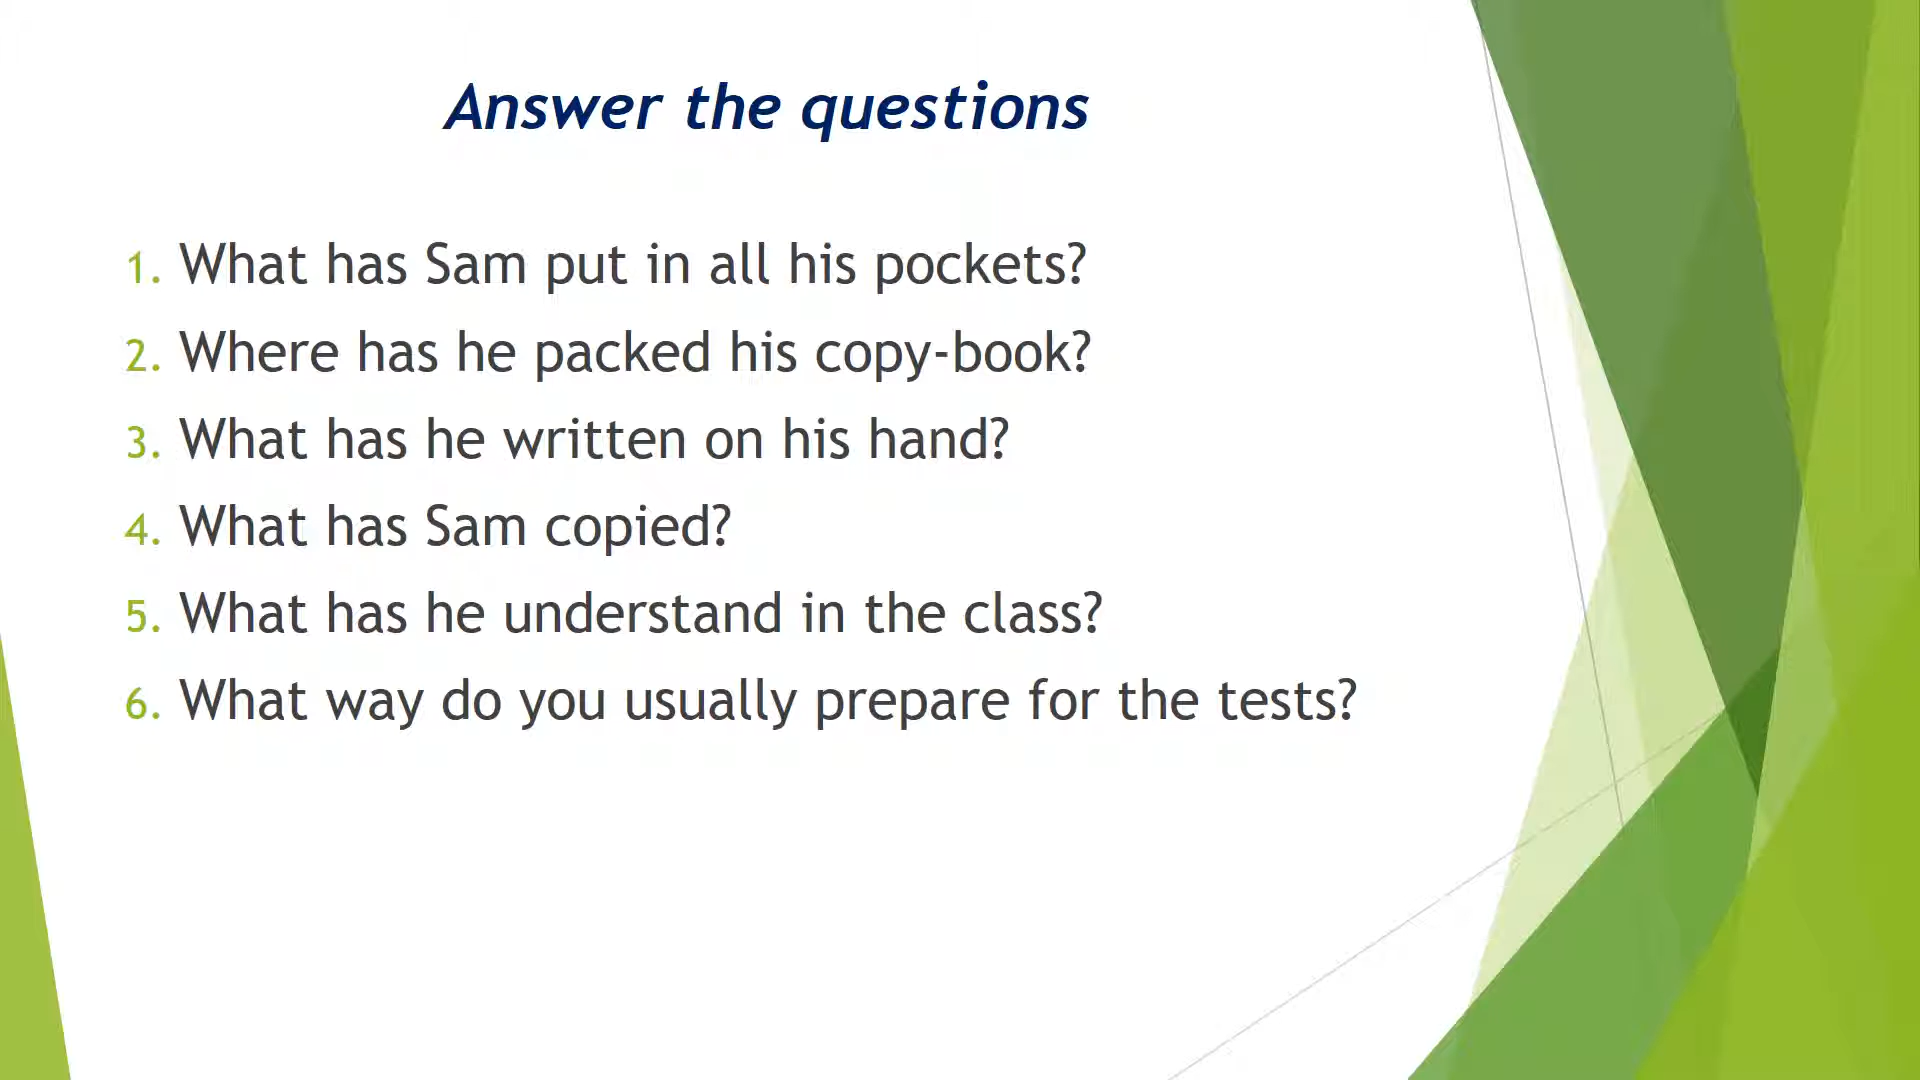 Answer the questions
1. What has Sam put in all his pockets?
2. Where has he packed his copy-book?
3. What has he written on his hand?
4. What has Sam copied?
5. What has he understand in the class?
6. What way do you usually prepare for the tests?